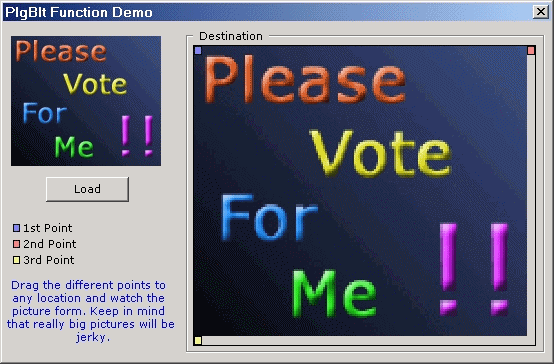 PlgBlt Function Demo
Please
Vote
For
Me !!
Load
1st Point
2nd Point
3rd Point
Drag the different points to
any location and watch the
picture form. Keep in mind
that really big pictures will be
jerky.
Destination
Please
Vote
For
Me !!